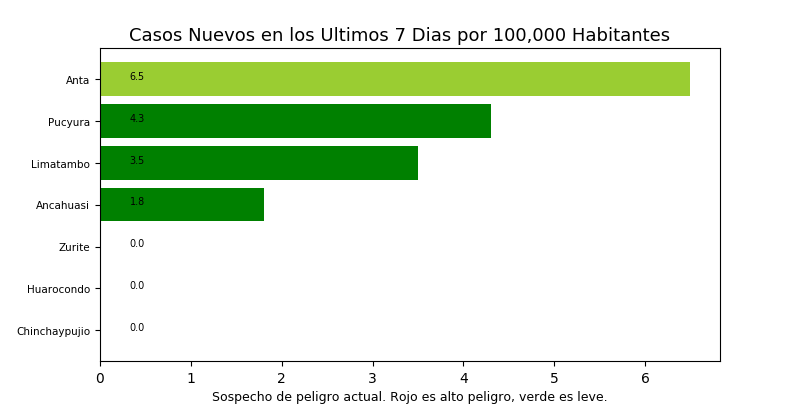 Casos Nuevos en los Ultimos 7 Dias por 100,000 Habitantes
Anta 6.5
Pucyura 4.3
Limatambo 3.5
Ancahuasi 1.8
Zurite 0.0
Huarocondo 0.0
Chinchaypujio 0.0
0 1 2 3 4 5 6
Sospecho de peligro actual. Rojo es alto peligro, verde es leve.